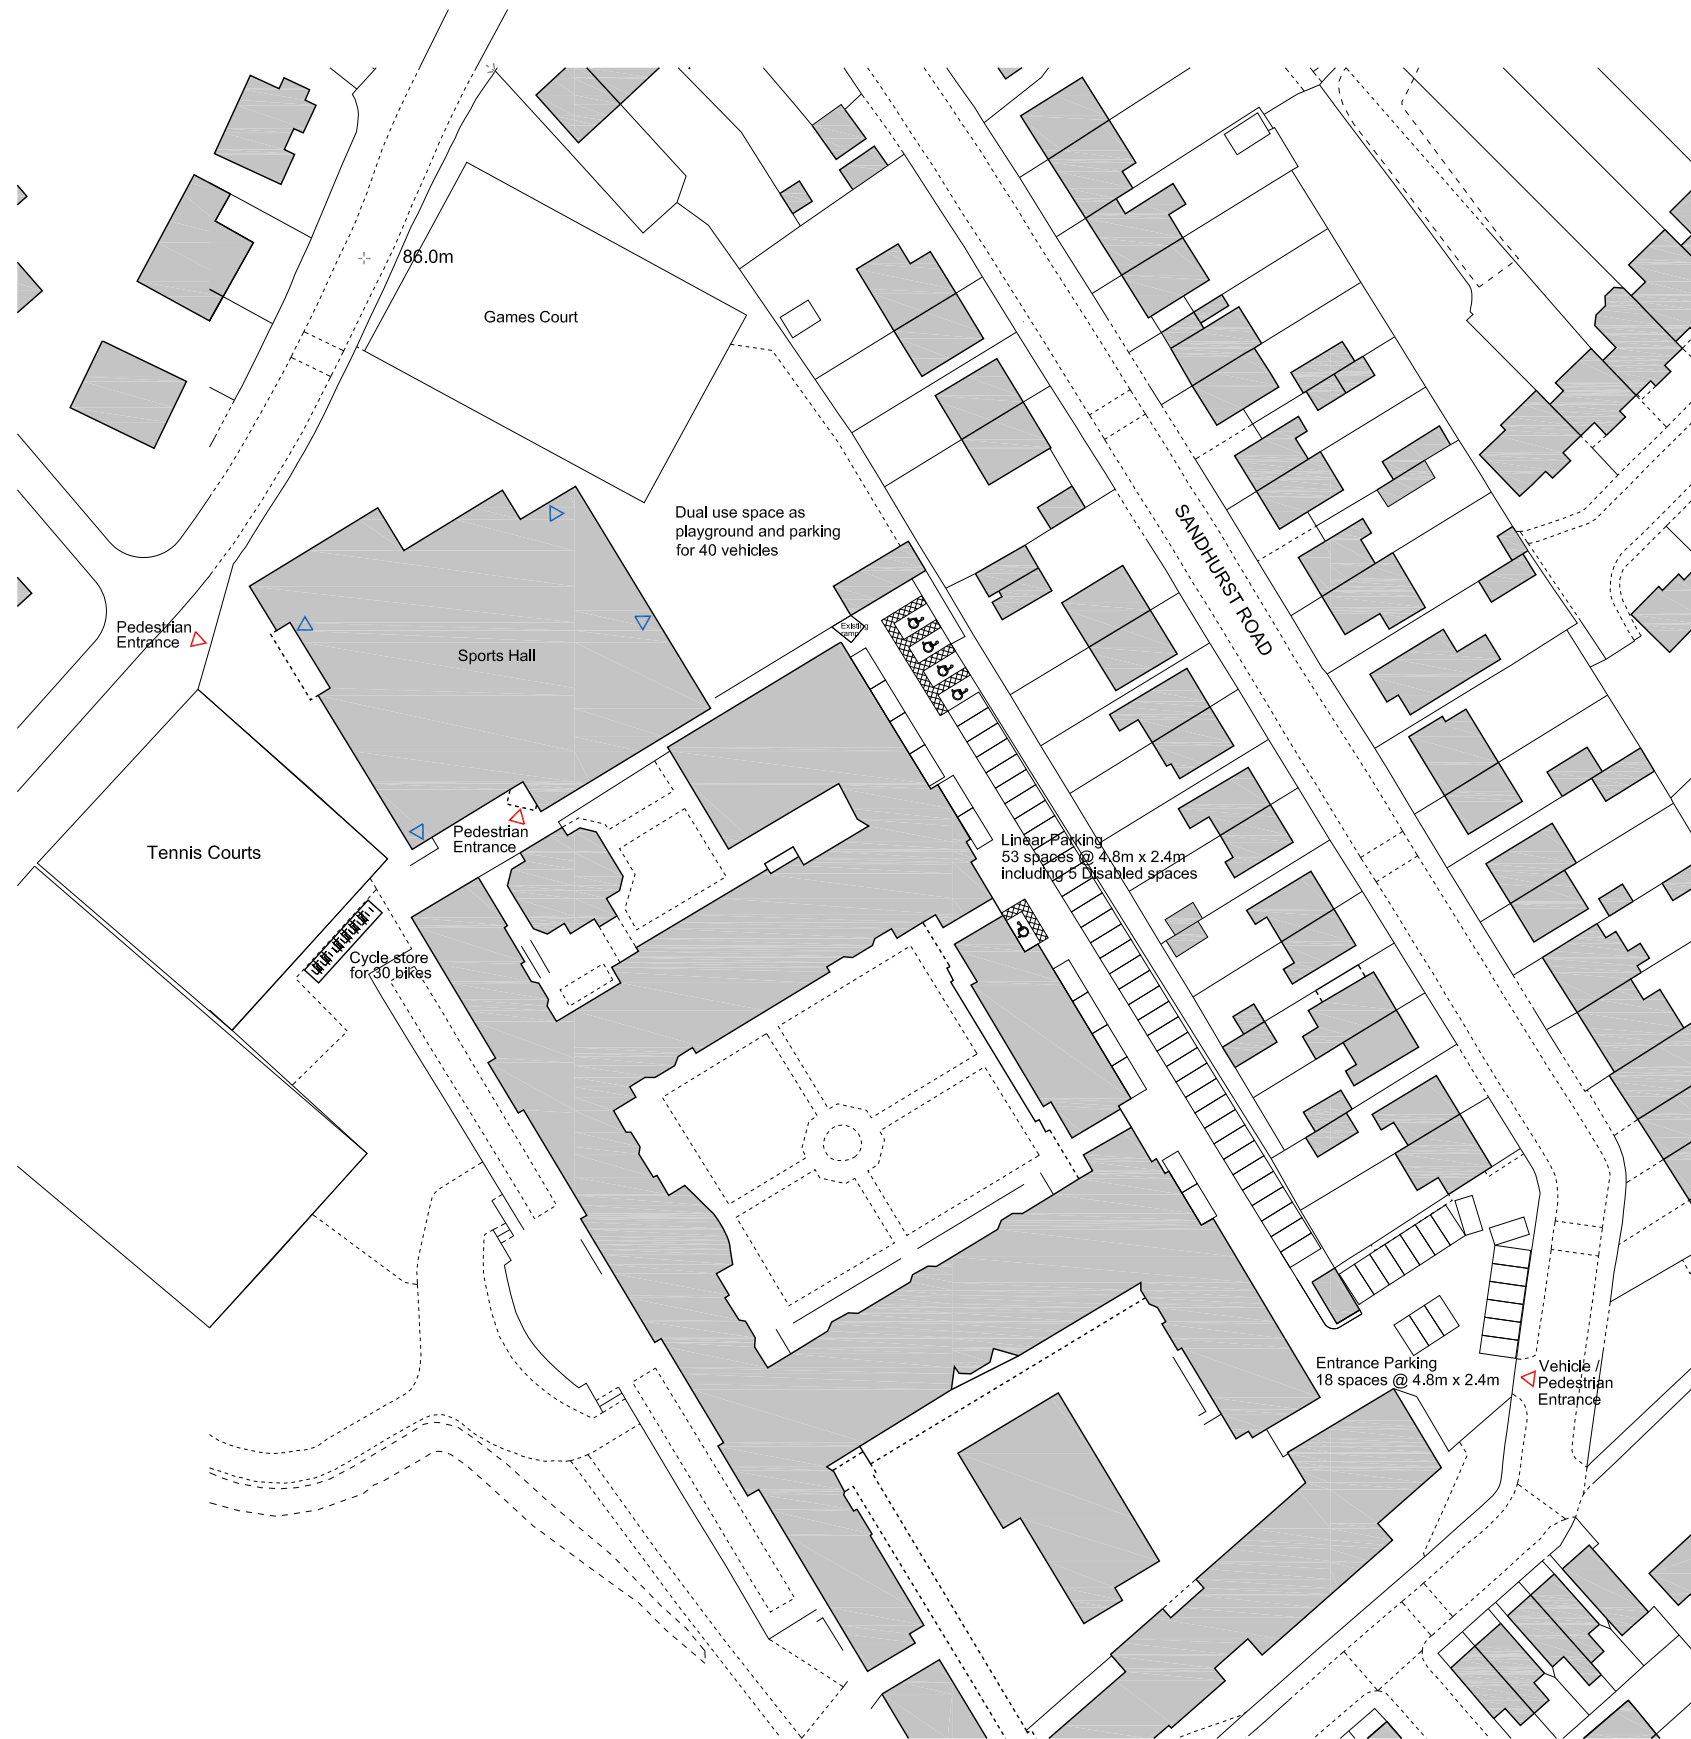 86.0m
Games Court
Dual use space as
playground and parking
for 40 vehicles
SANDHURST ROAD
Pedestrian
Entrance
Existing
ramp
Sports Hall
Pedestrian
Entrance
Tennis Courts
Linear Parking
53 spaces @ 4.8m x 2.4m
including 5 Disabled spaces
Cycle store
for 30 bikes
Entrance Parking
18 spaces @ 4.8m x 2.4m
Vehicle /
Pedestrian
Entrance